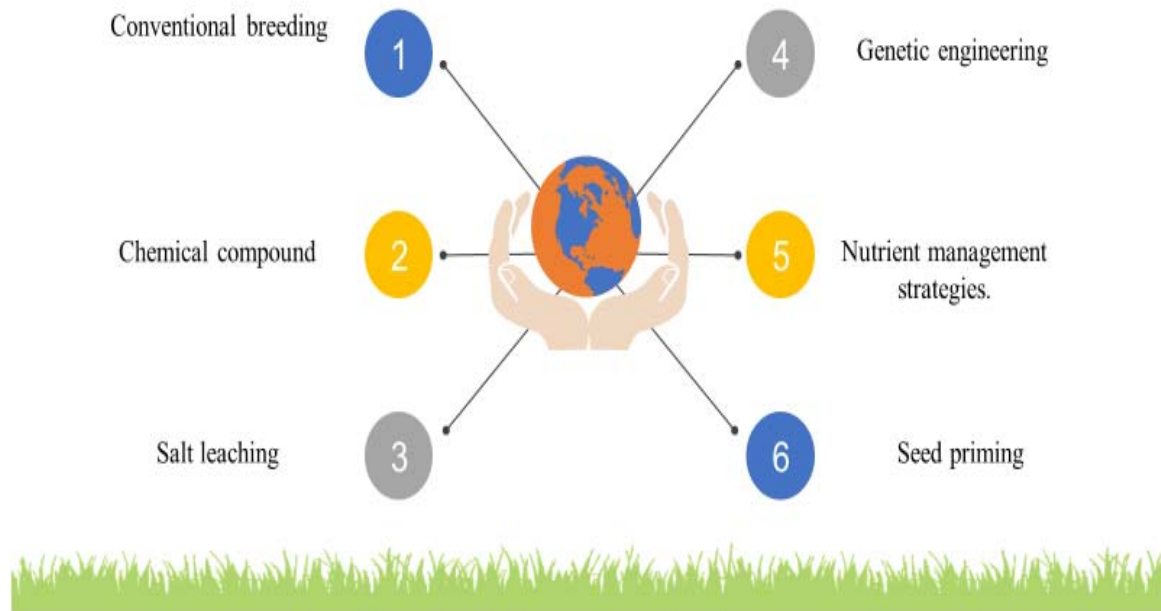 Conventional breeding
1
Chemical compound
2
Salt leaching
3
4
Genetic engineering
5
Nutrient management
strategies.
6
Seed priming